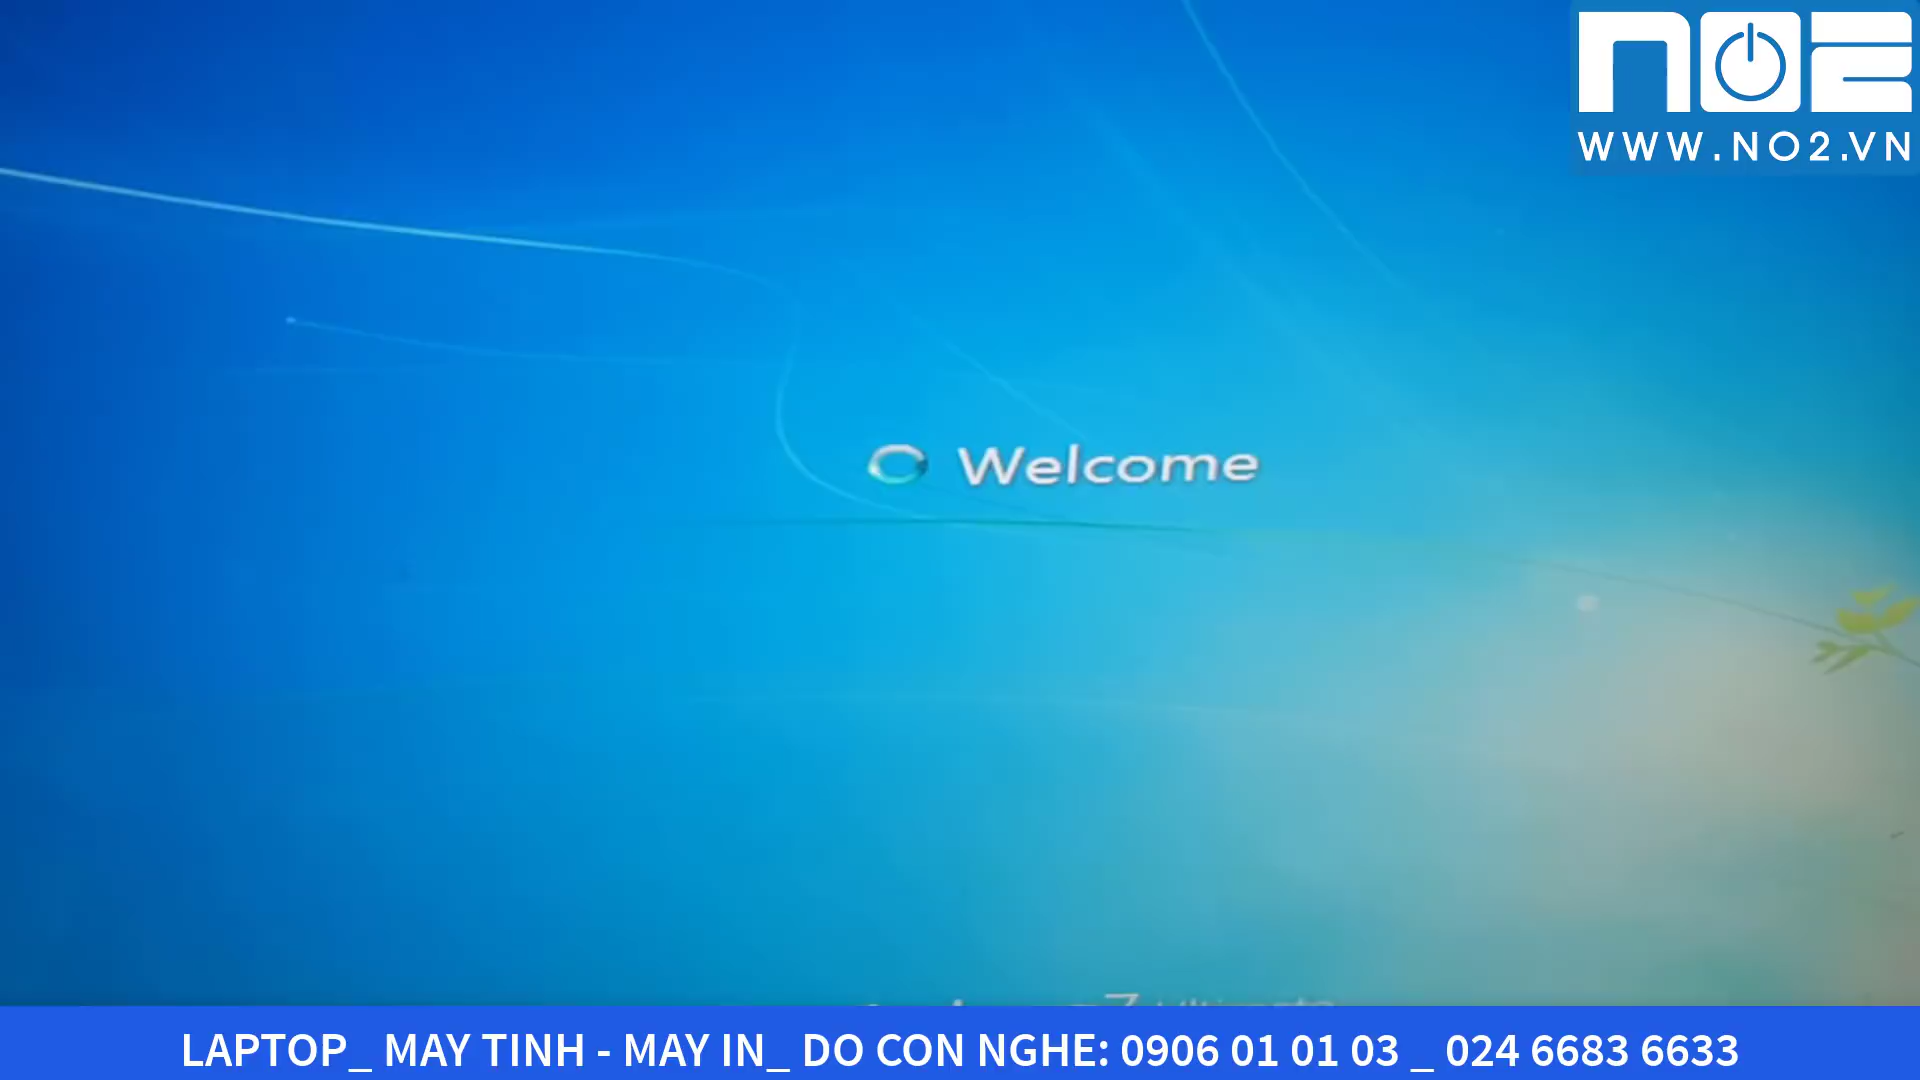 no2
WWW.NO2.VN
Welcome
LAPTOP_ MAY TINH - MAY IN_ DO CON NGHE: 0906 01 01 03 _ 024 6683 6633